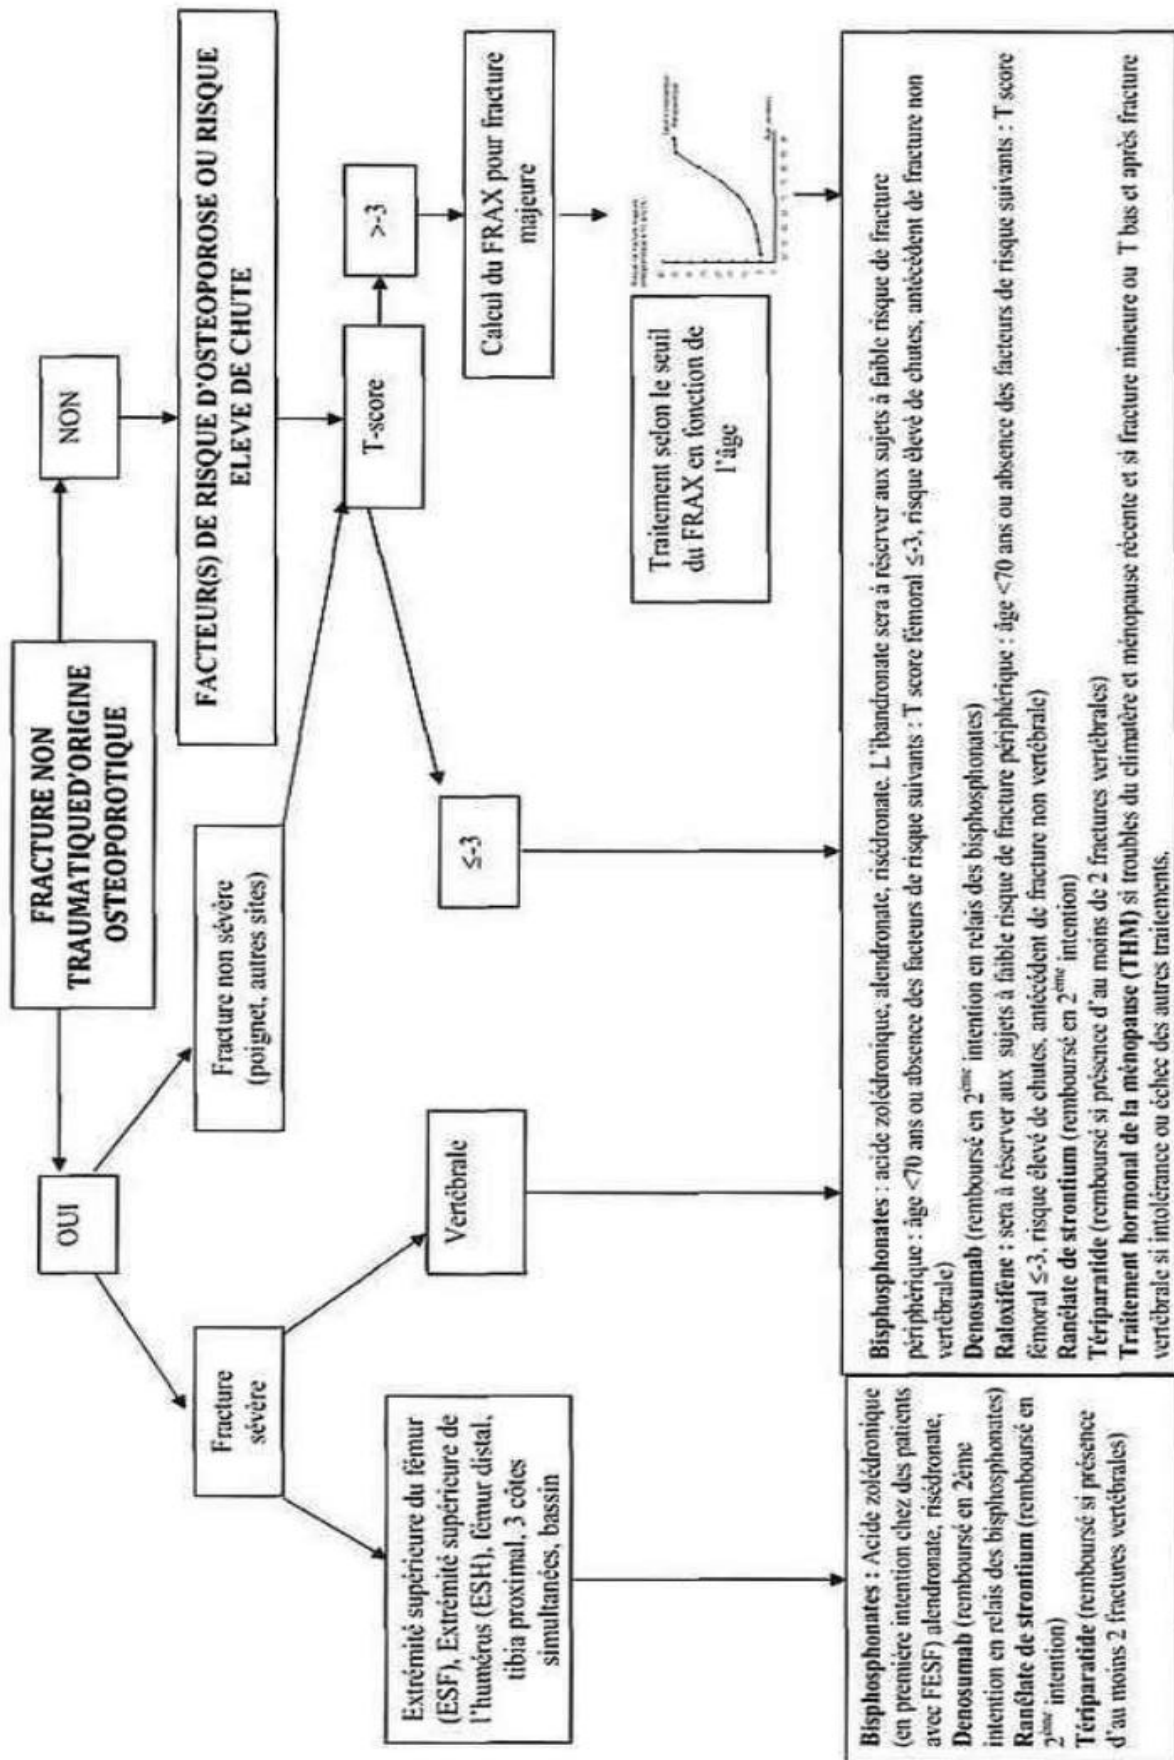 FRACTURE NON
TRAUMATIQUED'ORIGINE
OSTEOPOROTIQUE
OUI
NON
FACTEUR(S) DE RISQUE D'OSTEOPOROSE OU RISQUE
ELEVE DE CHUTE
Fracture
sévère
Fracture non sévère
(poignet, autres sites)
T-score
>-3
≤-3
Extrémité supérieure du fémur
(ESF), Extrémité supérieure de
l'humérus (ESH), fémur distal,
tibia proximal, 3 côtes
simultanées, bassin
Vertébrale
Calcul du FRAX pour fracture
majeure
Traitement selon le seuil
du FRAX en fonction de
l'âge
Bisphosphonates : Acide zolédronique
(en première intention chez des patients
avec FESF) alendronate, risédronate,
Denosumab (remboursé en 2ème
intention en relais des bisphosphonates)
Ranélate de strontium (remboursé en
2ème intention)
Tériparatide (remboursé si présence
d'au moins 2 fractures vertébrales)
Bisphosphonates : acide zolédronique, alendronate, risédronate. L'ibandronate sera à réserver aux sujets à faible risque de fracture
périphérique : âge <70 ans ou absence des facteurs de risque suivants : T score fémoral ≤-3, risque élevé de chutes, antécédent de fracture non
vertébrale)
Denosumab (remboursé en 2ème intention en relais des bisphosphonates)
Raloxifène : sera à réserver aux sujets à faible risque de fracture périphérique : âge <70 ans ou absence des facteurs de risque suivants : T score
fémoral ≤-3, risque élevé de chutes, antécédent de fracture non vertébrale)
Ranélate de strontium (remboursé en 2ème intention)
Tériparatide (remboursé si présence d'au moins de 2 fractures vertébrales)
Traitement hormonal de la ménopause (THM) si troubles du climatère et ménopause récente et si fracture mineure ou T bas et après fracture
vertébrale si intolérance ou échec des autres traitements.